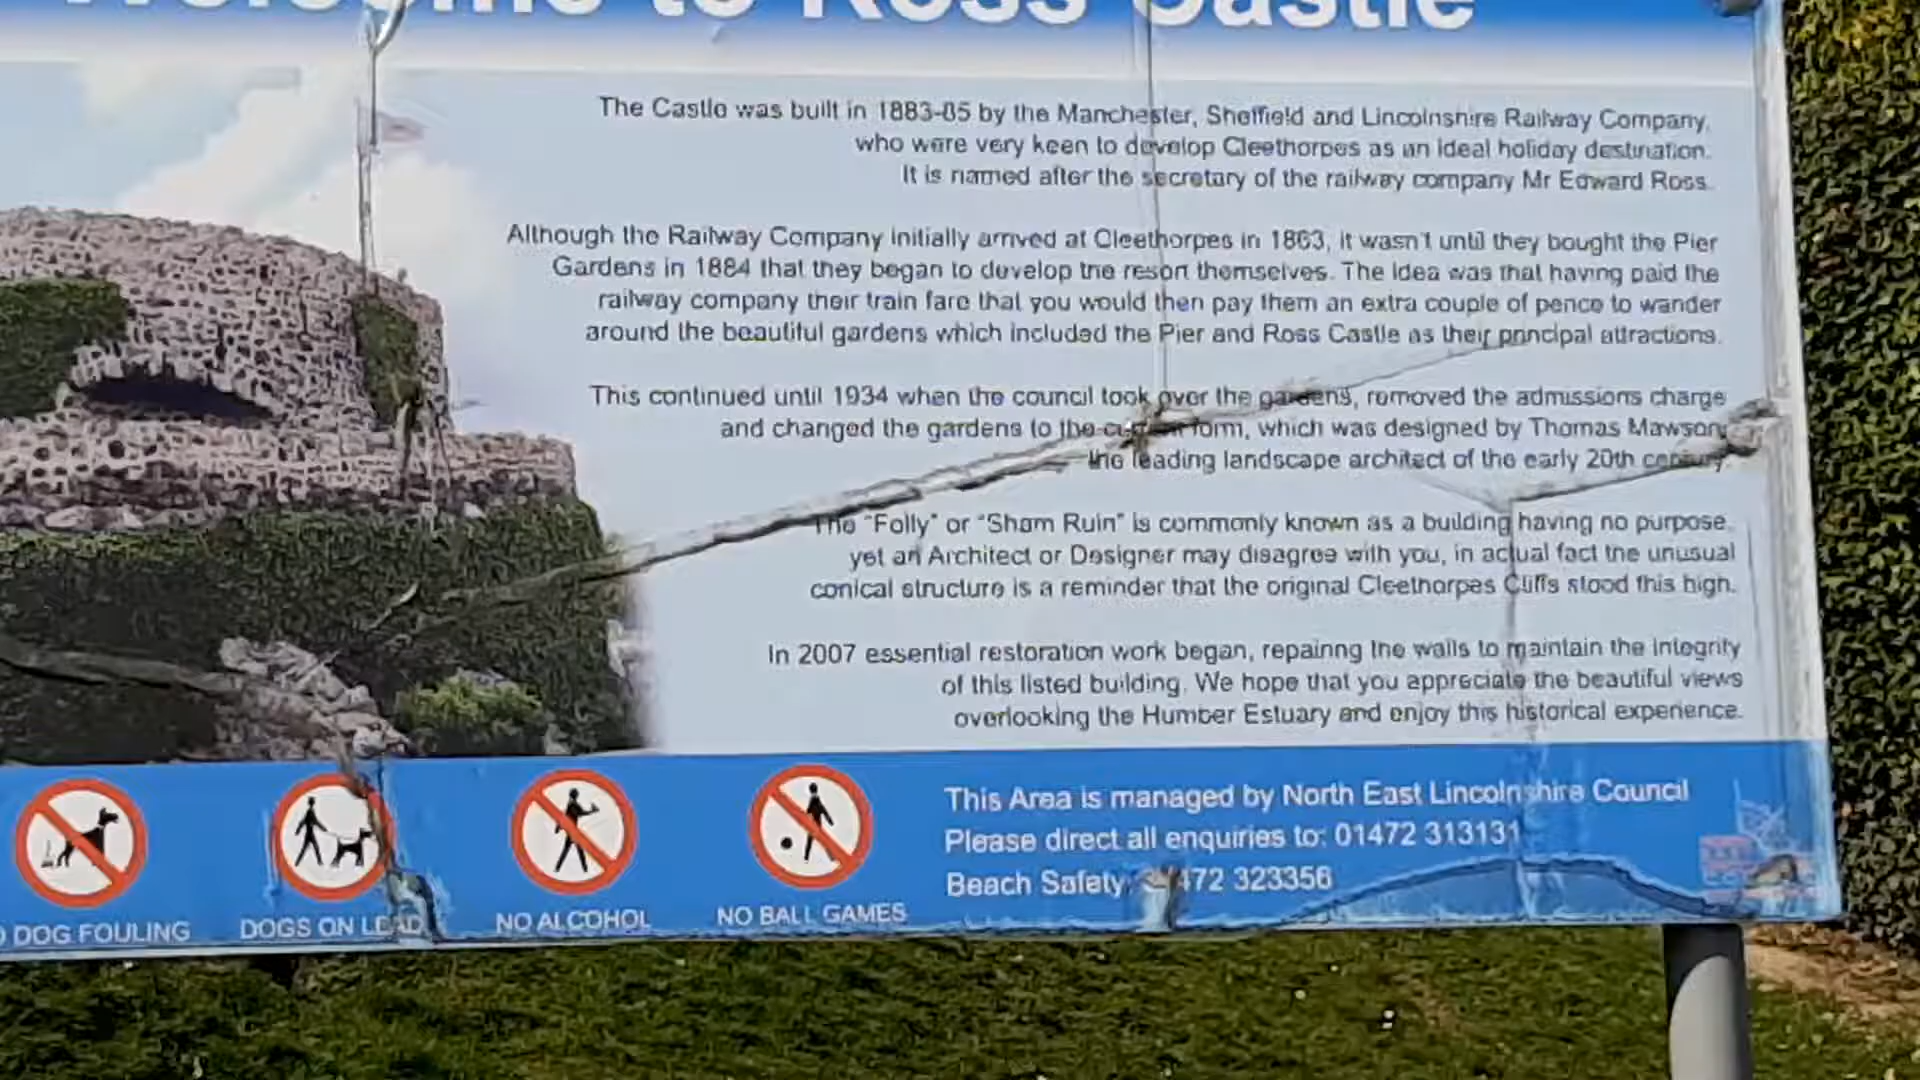 Welcome to Ross Castle
The Castle was built in 1883-85 by the Manchester, Sheffield and Lincolnshire Railway Company,
who were very keen to develop Cleethorpes as an ideal holiday destination.
It is named after the secretary of the railway company Mr Edward Ross.
Although the Railway Company initially arrived at Cleethorpes in 1863, it wasn't until they bought the Pier
Gardens in 1884 that they began to develop the resort themselves. The idea was that having paid the
railway company their train fare that you would then pay them an extra couple of pence to wander
around the beautiful gardens which included the Pier and Ross Castle as their principal attractions.
This continued until 1934 when the council took over the gardens, removed the admissions charge
and changed the gardens to the current form, which was designed by Thomas Mawson,
the leading landscape architect of the early 20th century.
The "Folly" or "Sham Ruin" is commonly known as a building having no purpose,
yet an Architect or Designer may disagree with you, in actual fact the unusual
conical structure is a reminder that the original Cleethorpes Cliffs stood this high.
In 2007 essential restoration work began, repairing the walls to maintain the integrity
of this listed building. We hope that you appreciate the beautiful views
overlooking the Humber Estuary and enjoy this historical experience.
This Area is managed by North East Lincolnshire Council
Please direct all enquiries to: 01472 313131
Beach Safety: 472 323356
DOG FOULING
DOGS ON LEAD
NO ALCOHOL
NO BALL GAMES